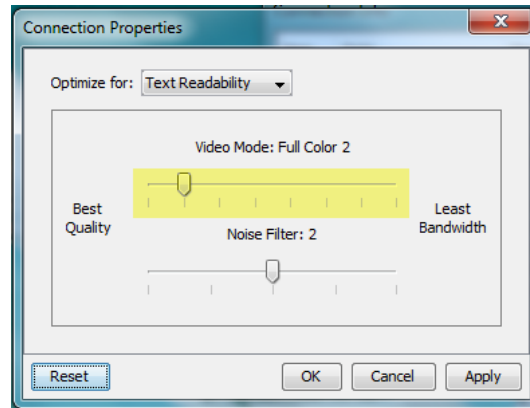 Connection Properties
Optimize for: Text Readability
Video Mode: Full Color 2
Best
Quality
Least
Bandwidth
Noise Filter: 2
Reset
OK
Cancel
Apply